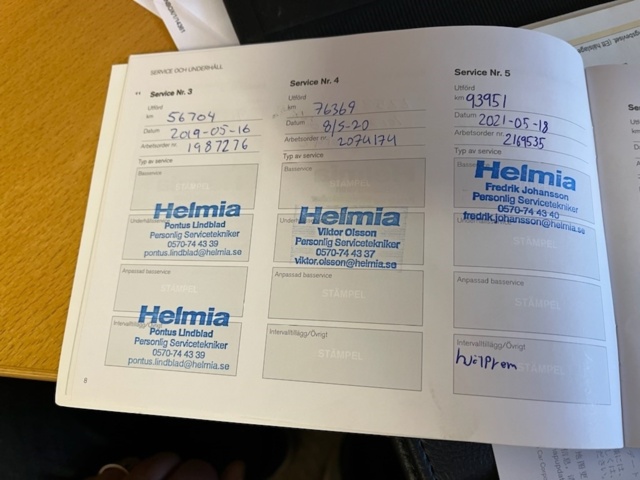 SERVICE OCH UNDERHÅLL
Service Nr. 3
Utförd
km 56704
Datum 2019-05-16
Arbetsorder nr. 1987276
Typ av service
Basservice
STÄMPEL
Helmia
Pontus Lindblad
Personlig Servicetekniker
0570-74 43 39
pontus.lindblad@helmia.se
Anpassad basservice
STÄMPEL
Intervalltillägg/Övrigt
Helmia
Pontus Lindblad
Personlig Servicetekniker
0570-74 43 39
pontus.lindblad@helmia.se
8
Service Nr. 4
Utförd
km 76369
Datum 8/5-20
Arbetsorder nr. 2074174
Typ av service
Basservice
STÄMPEL
Helmia
Viktor Olsson
Personlig Servicetekniker
0570-74 43 37
viktor.olsson@helmia.se
Anpassad basservice
STÄMPEL
Intervalltillägg/Övrigt
STÄMPEL
Service Nr. 5
Utförd
km 93951
Datum 2021-05-18
Arbetsorder nr. 2169535
Typ av service
Helmia
Fredrik Johansson
Personlig Servicetekniker
0570-74 43 40
fredrik.johansson@helmia.se
Anpassad basservice
STÄMPEL
Intervalltillägg/Övrigt
STÄMPEL